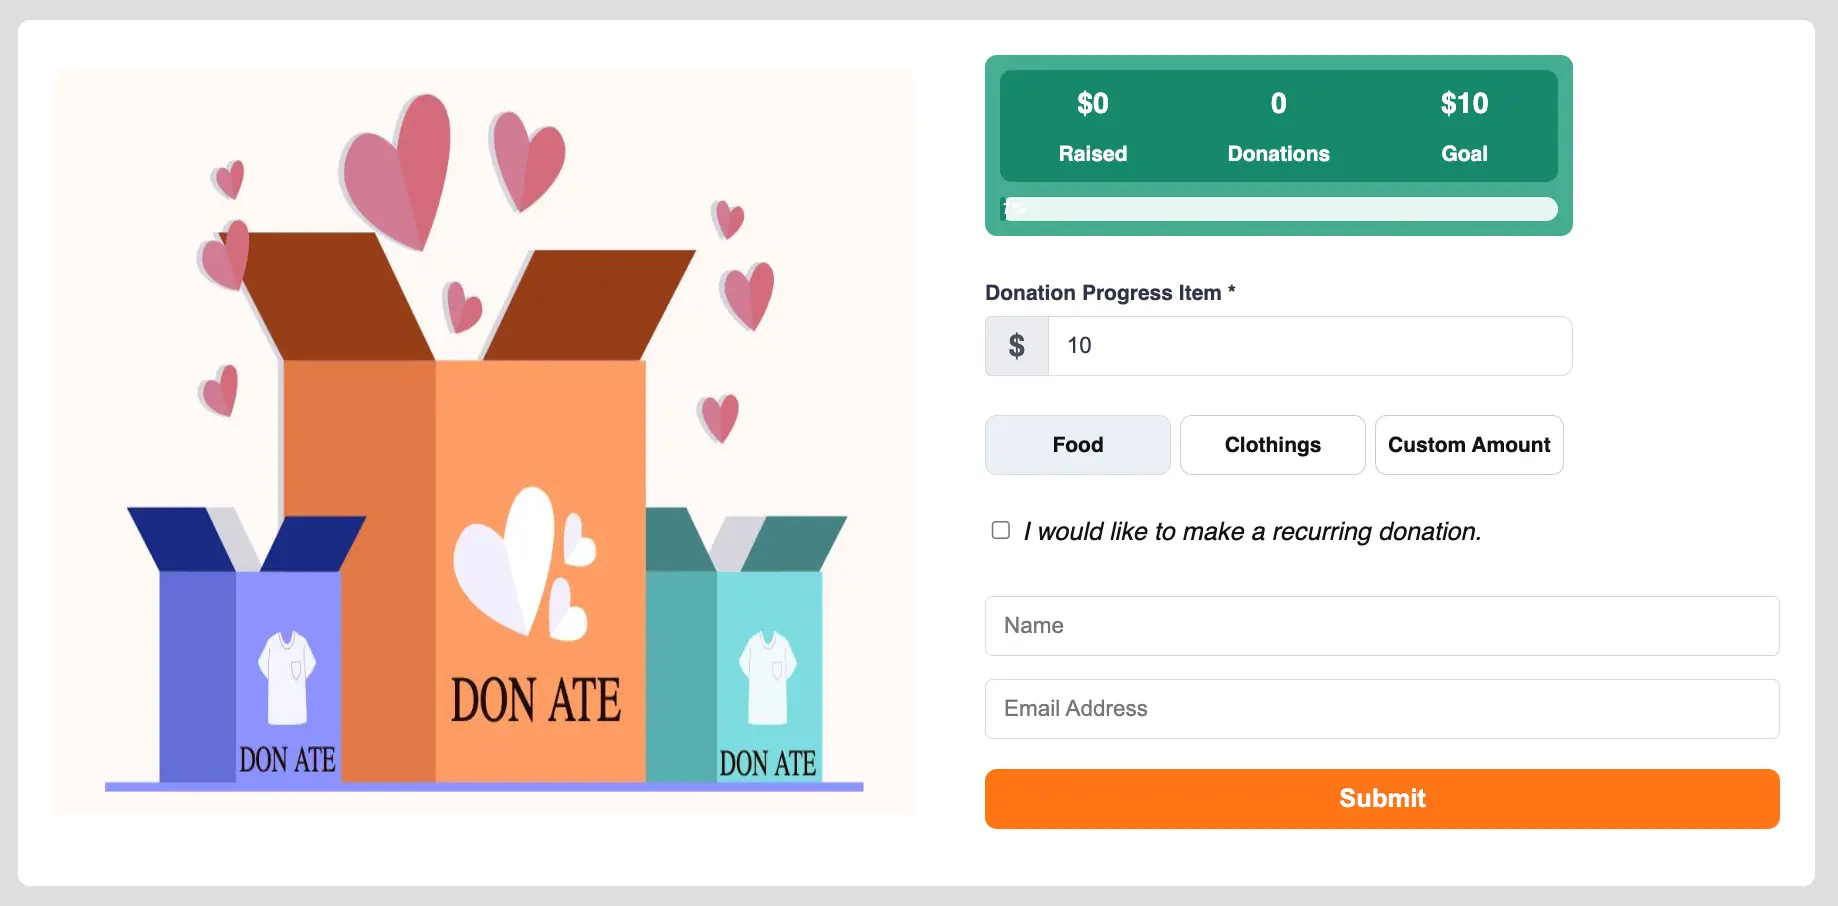 $0 0 $10
Raised Donations Goal
1%
Donation Progress Item *
$ 10
Food Clothings Custom Amount
I would like to make a recurring donation.
Name
Email Address
Submit
DON ATE
DON ATE
DON ATE